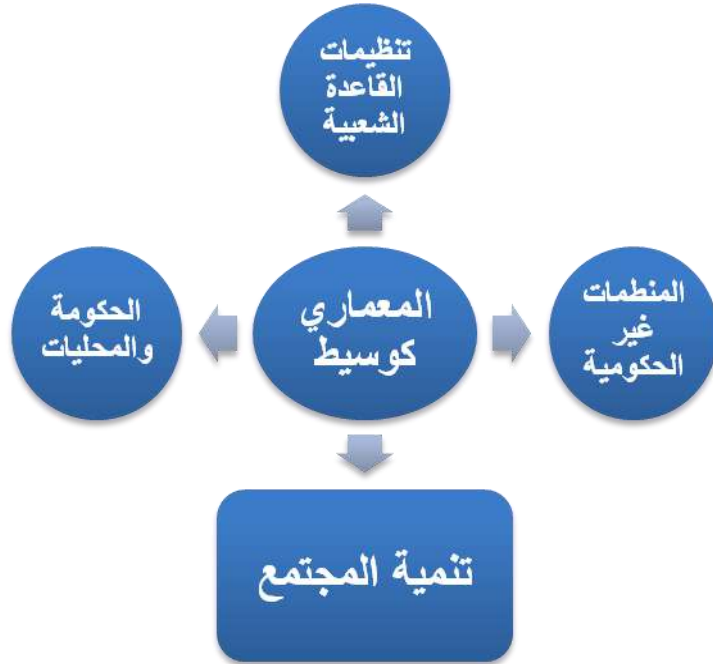 تنظيمات
القاعدة
الشعبية
المعماري
كوسيط
المنظمات
غير
الحكومية
الحكومة
والمحليات
تنمية المجتمع